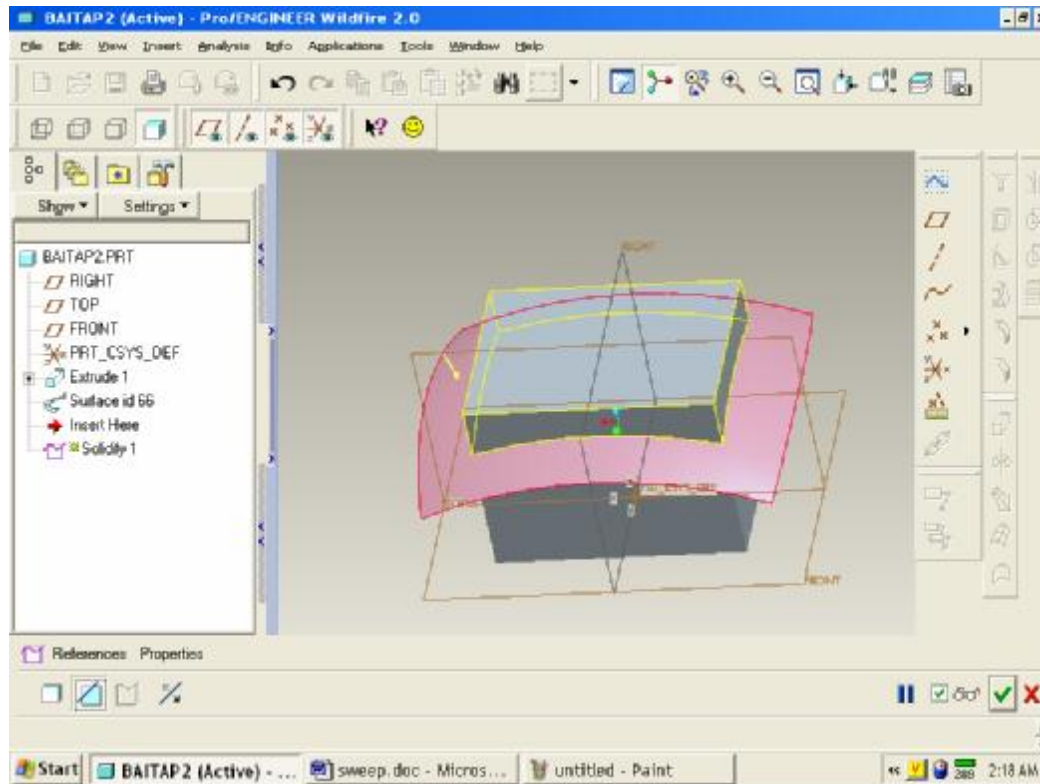 BAITAP2 (Active) - Pro/ENGINEER Wildfire 2.0
File Edit View Insert Analysis Info Applications Tools Window Help
Show Settings
BAITAP2.PRT
RIGHT
TOP
FRONT
PRT_CSYS_DEF
Extrude 1
Surface id 66
Insert Here
Solidify 1
RIGHT
FRONT
References Properties
Start BAITAP2 (Active) - ... sweep.doc - Micros... untitled - Paint 2:18 AM